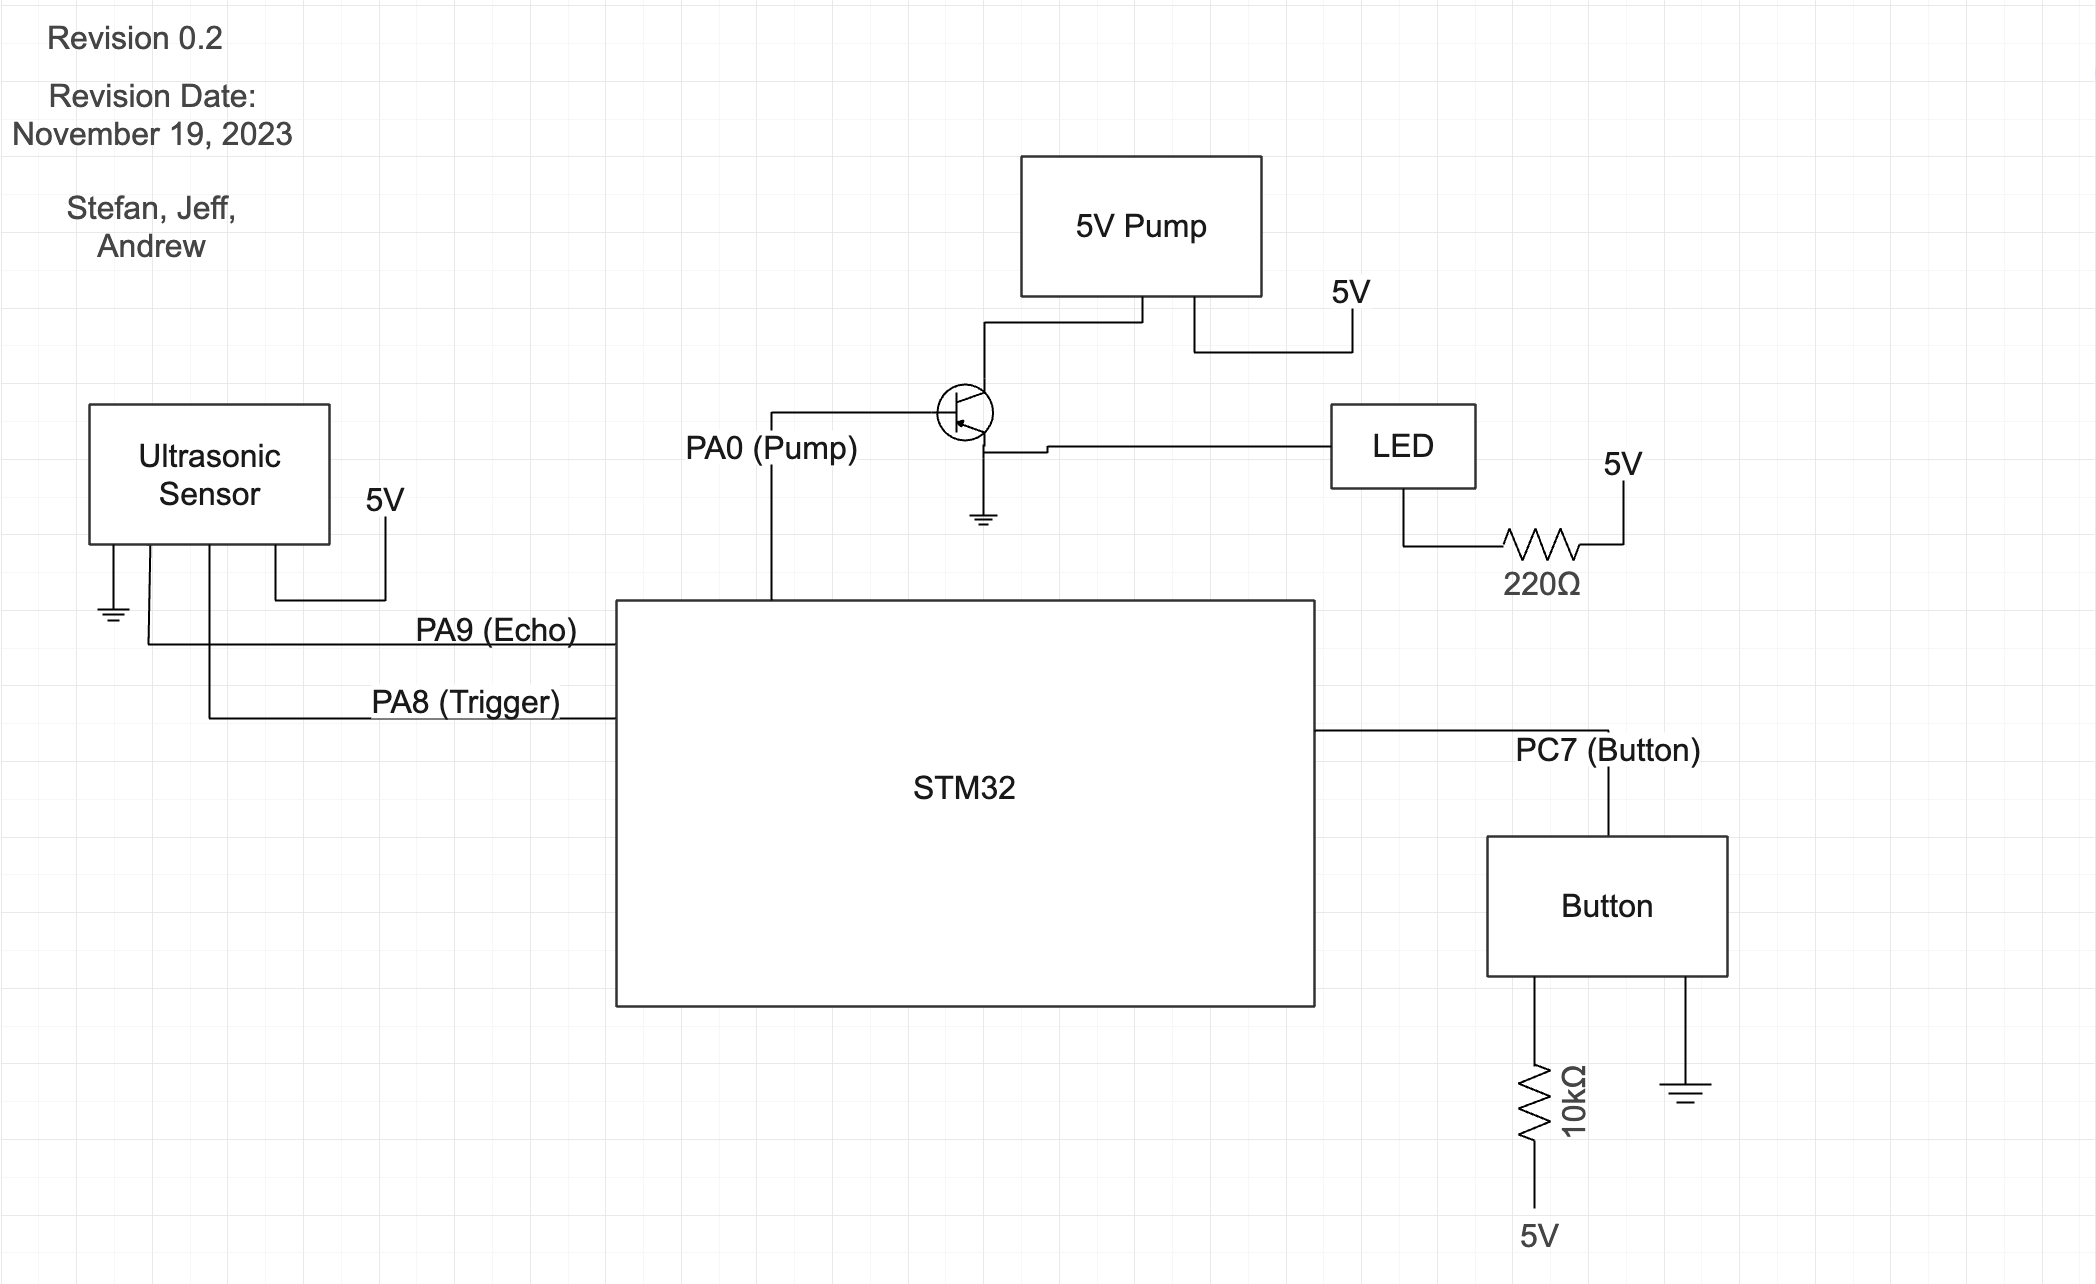 Revision 0.2
Revision Date:
November 19, 2023
Stefan, Jeff,
Andrew
5V Pump
5V
Ultrasonic
Sensor
5V
PA0 (Pump)
LED
5V
220Ω
PA9 (Echo)
PA8 (Trigger)
STM32
PC7 (Button)
Button
10kΩ
5V